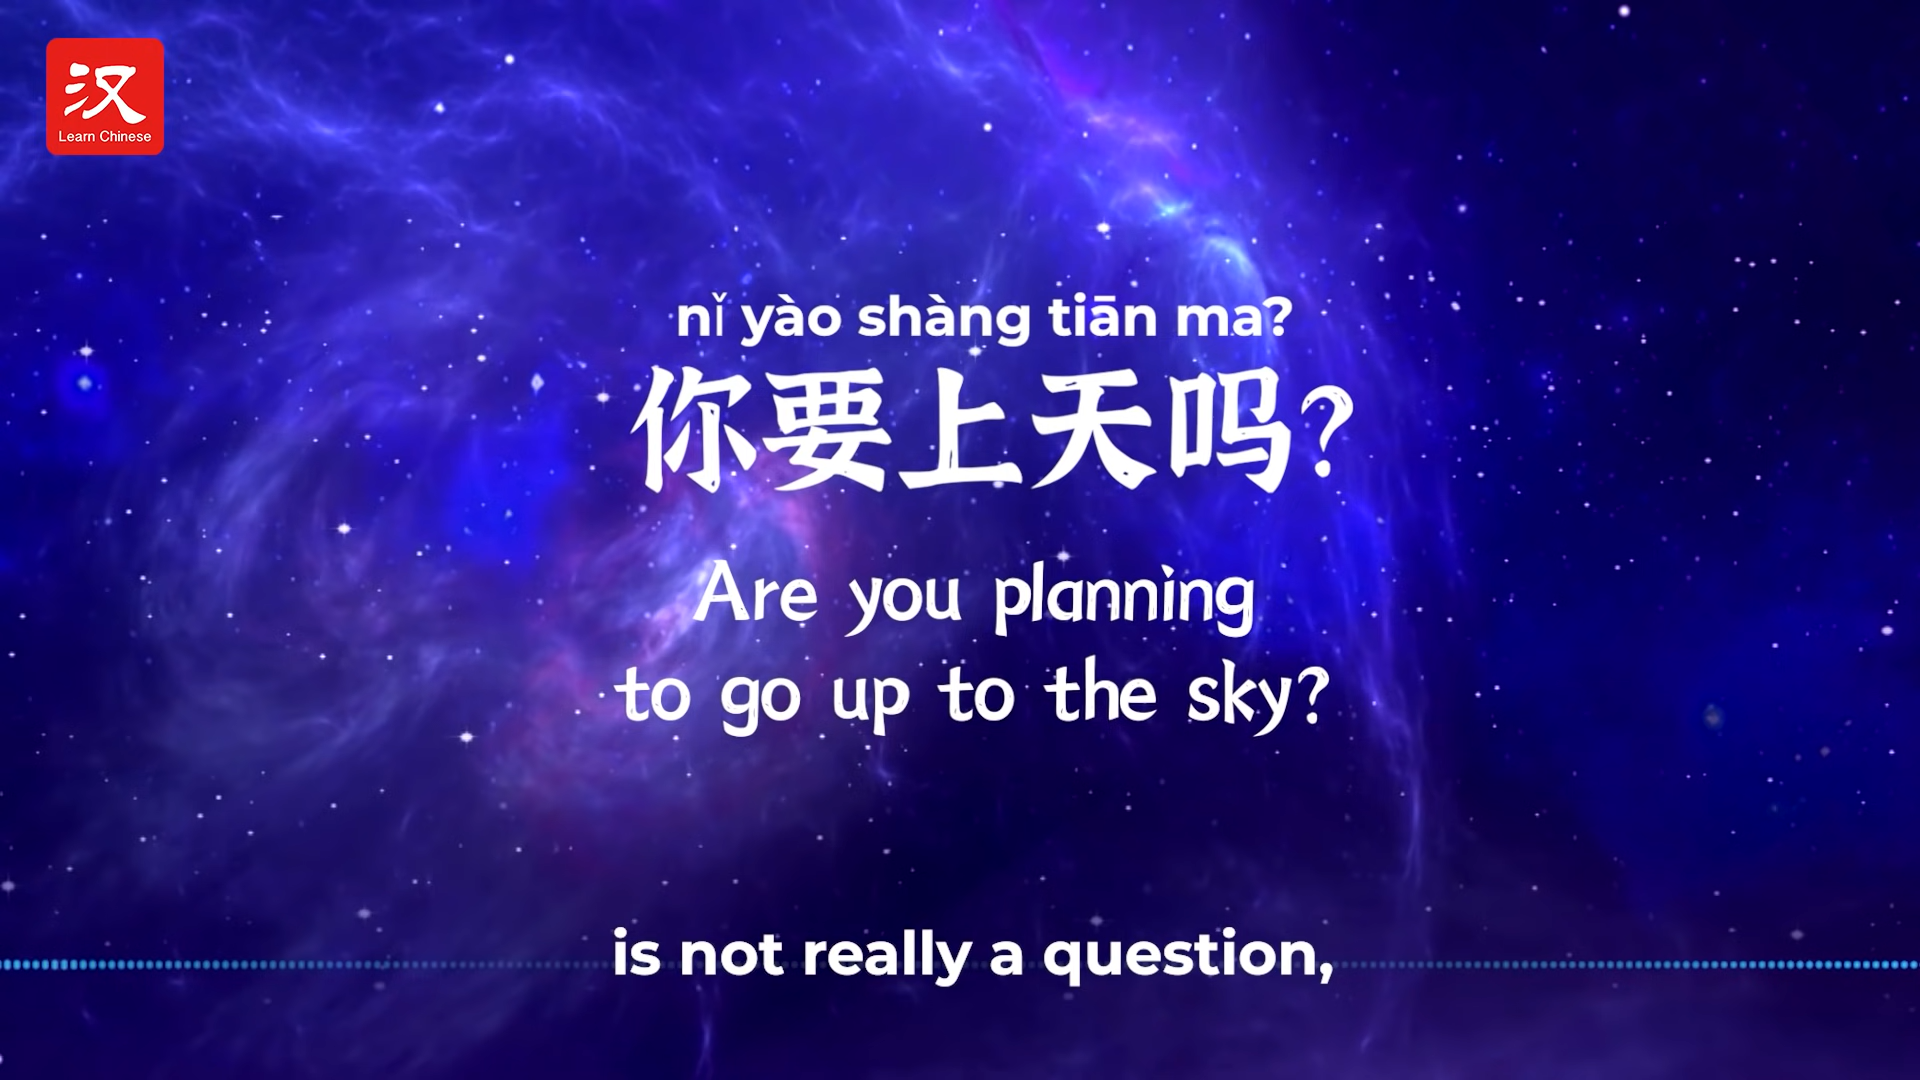 汉
Learn Chinese
nǐ yào shàng tiān ma?
你要上天吗?
Are you planning
to go up to the sky?
is not really a question,